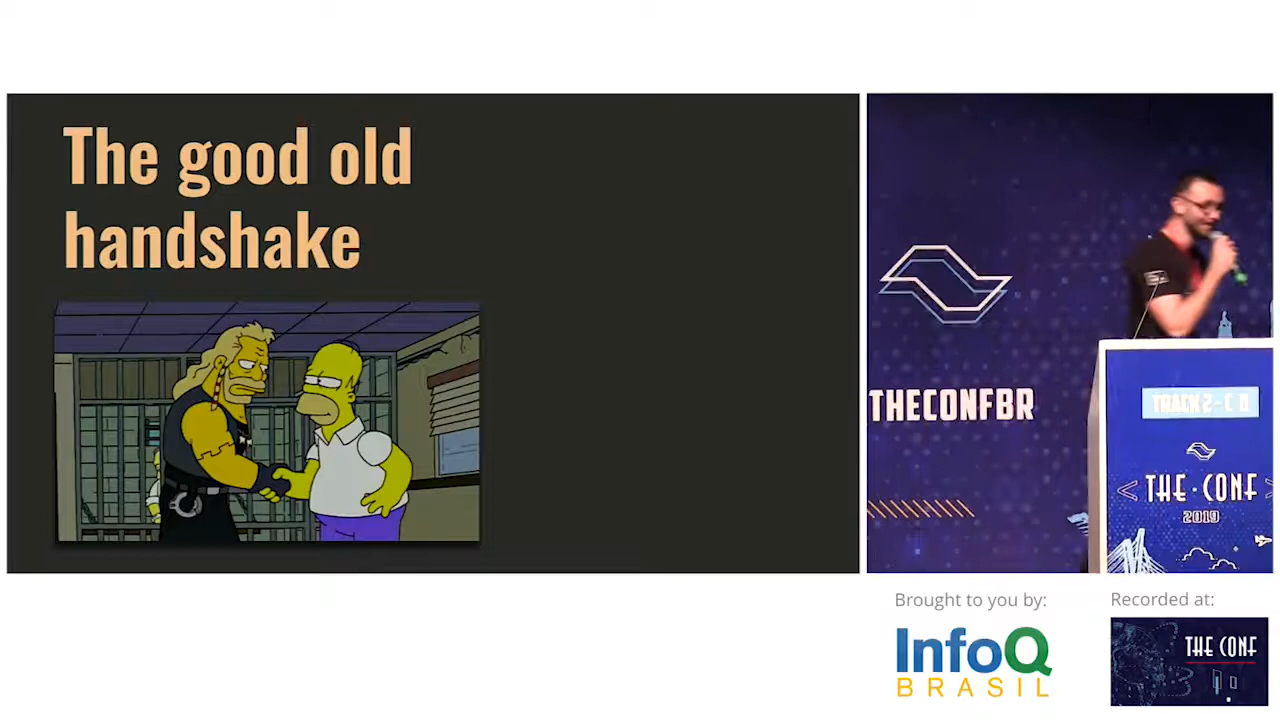 The good old
handshake
THECONFBR
TRACK 2 - C D
< THE · CONF >
2019
Brought to you by:
Recorded at:
InfoQ
BRASIL
THE CONF